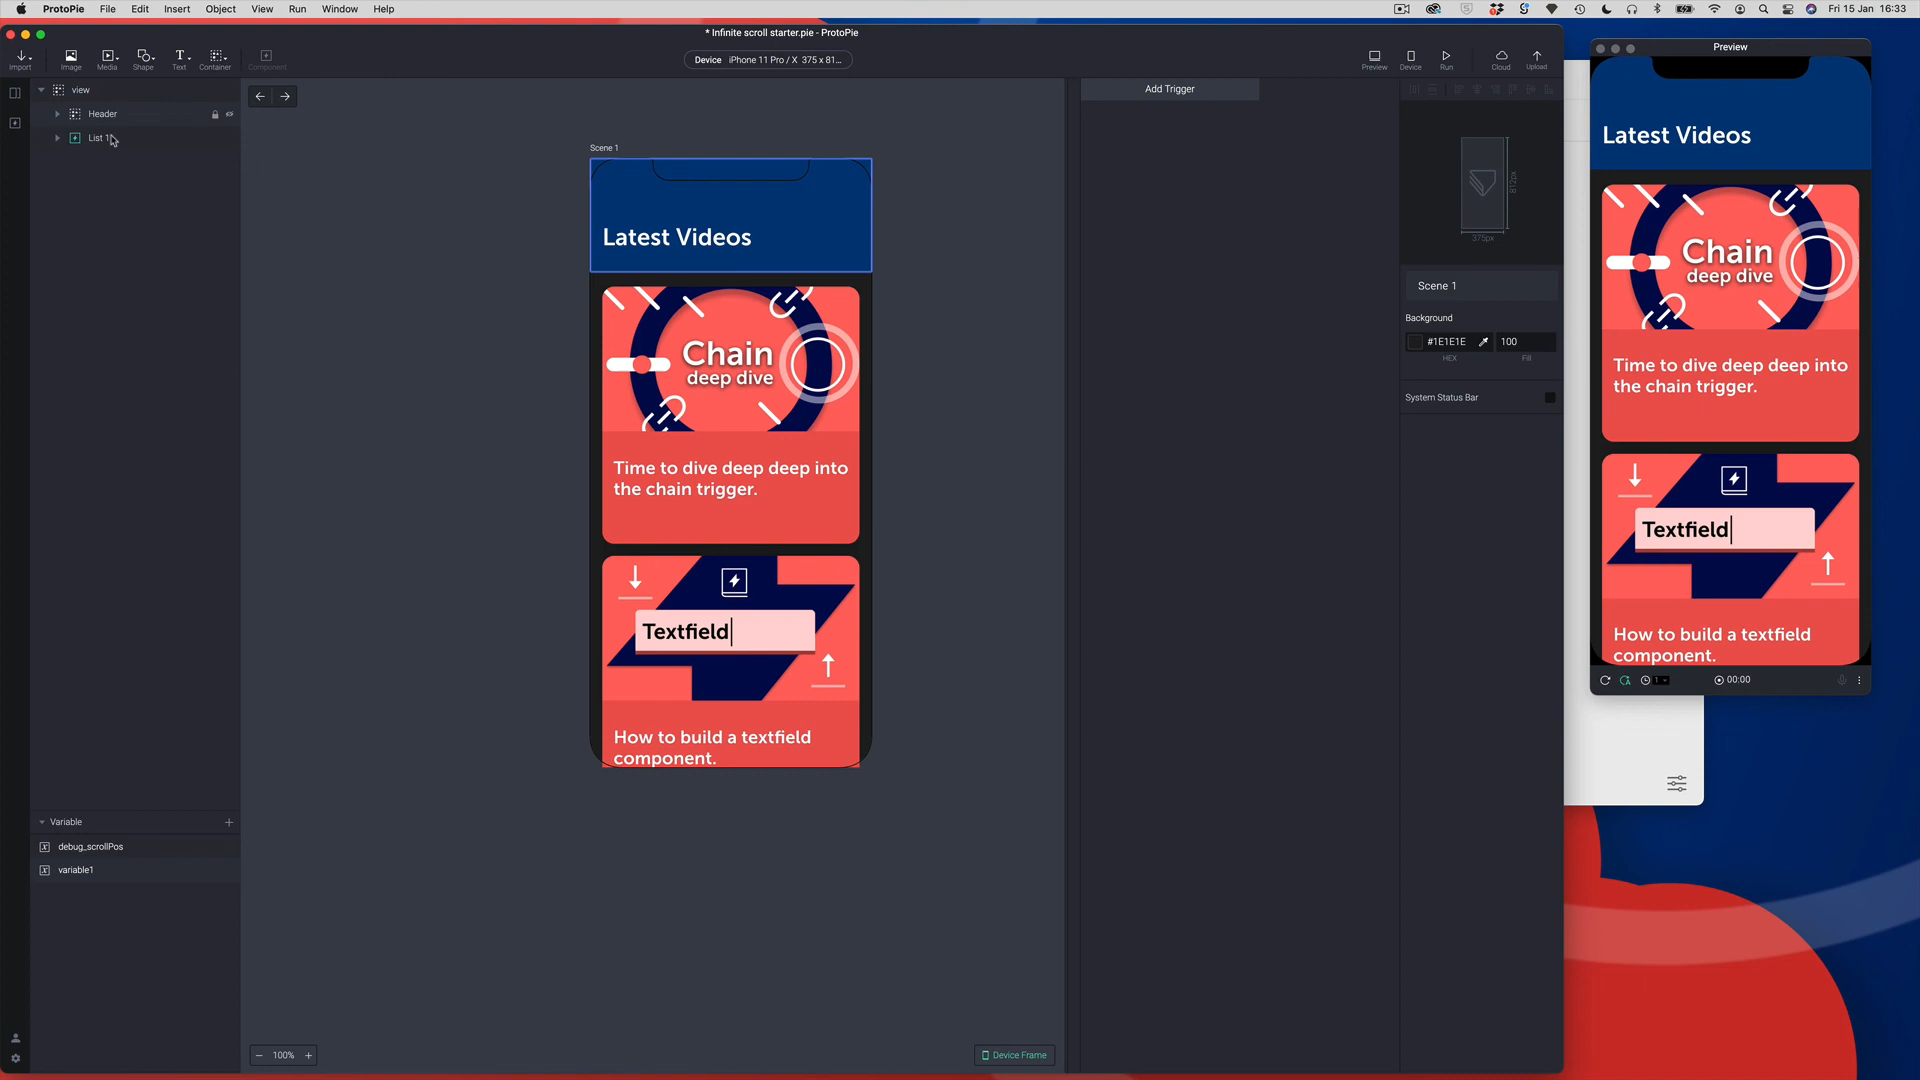 ProtoPie File Edit Insert Object View Run Window Help
Fri 15 Jan 16:33
* Infinite scroll starter.pie - ProtoPie
Import Image Media Shape Text Container Component
Device iPhone 11 Pro / X 375 x 81...
Preview Device Run Cloud Upload
view
Header
List 1
Scene 1
Latest Videos
Chain
deep dive
Time to dive deep deep into
the chain trigger.
Textfield
How to build a textfield
component.
Add Trigger
812px
375px
Scene 1
Background
#1E1E1E 100
HEX Fill
System Status Bar
Preview
Latest Videos
Chain
deep dive
Time to dive deep deep into
the chain trigger.
Textfield
How to build a textfield
component.
1 00:00
Variable
debug_scrollPos
variable1
100%
Device Frame